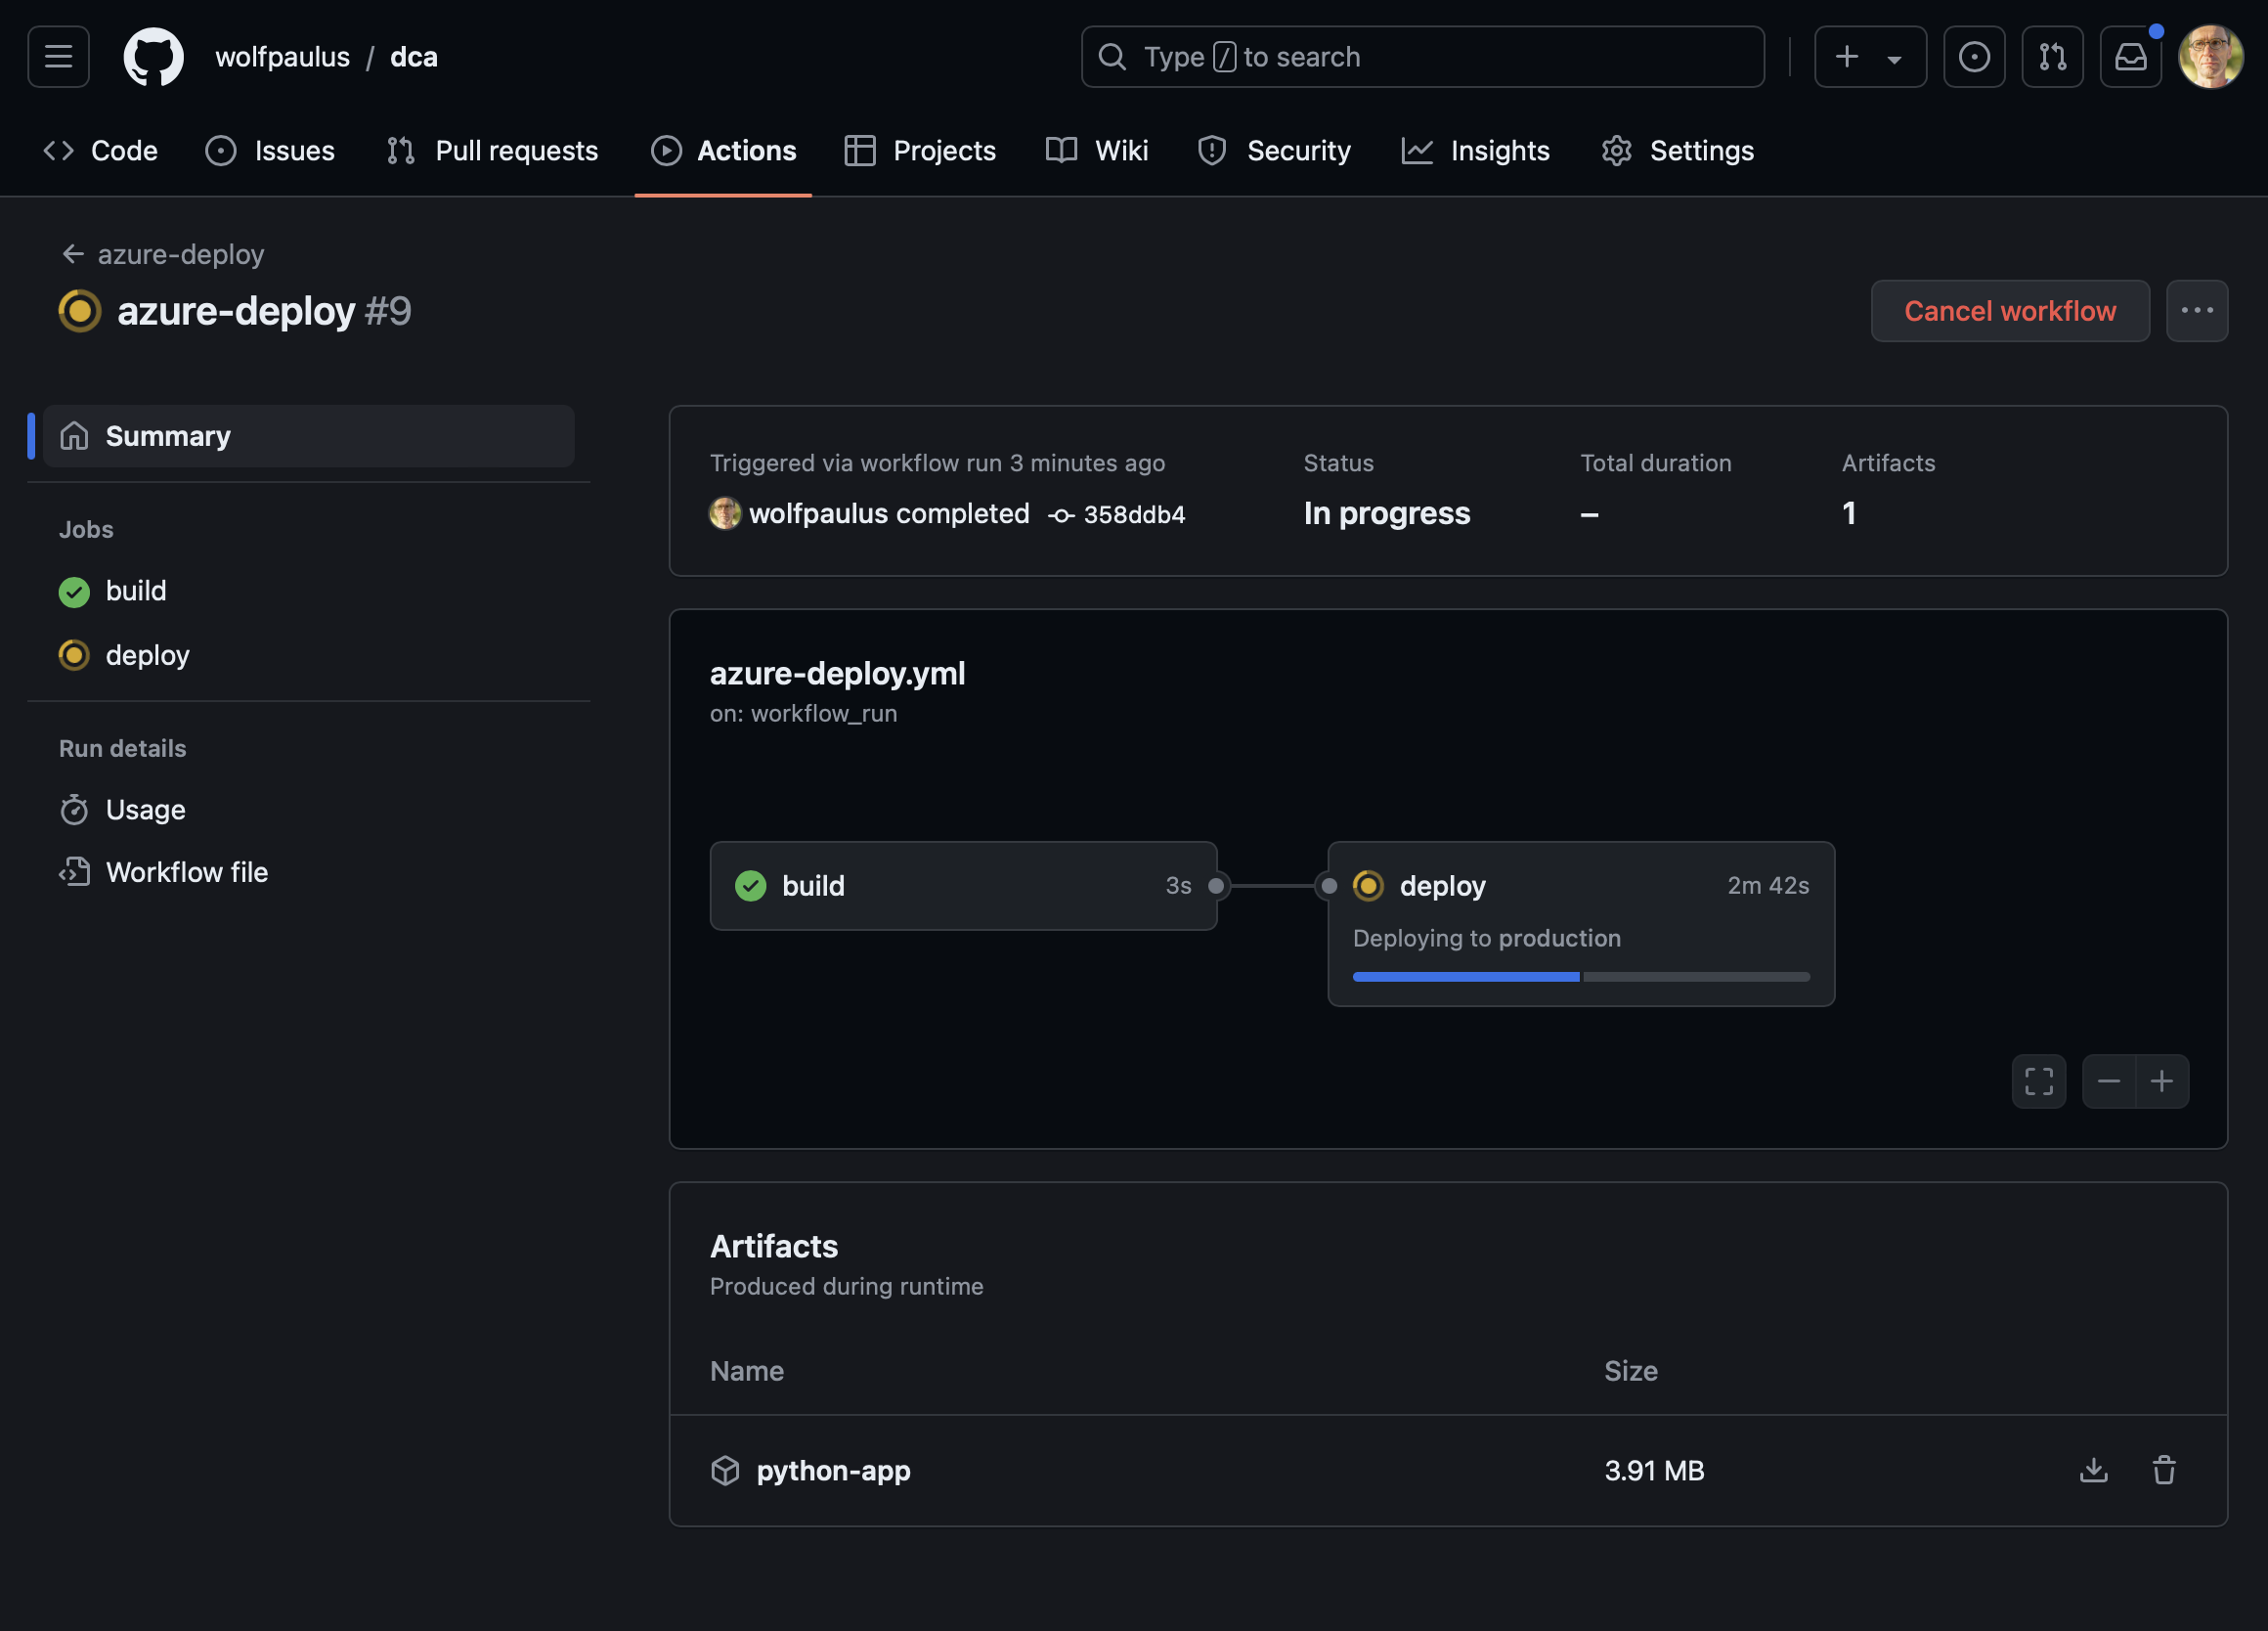 wolfpaulus / dca
Type / to search
Code Issues Pull requests Actions Projects Wiki Security Insights Settings
azure-deploy
azure-deploy #9
Cancel workflow
Summary
Jobs
build
deploy
Run details
Usage
Workflow file
Triggered via workflow run 3 minutes ago
wolfpaulus completed 358ddb4
Status
In progress
Total duration
–
Artifacts
1
azure-deploy.yml
on: workflow_run
build 3s
deploy 2m 42s
Deploying to production
Artifacts
Produced during runtime
Name Size
python-app 3.91 MB